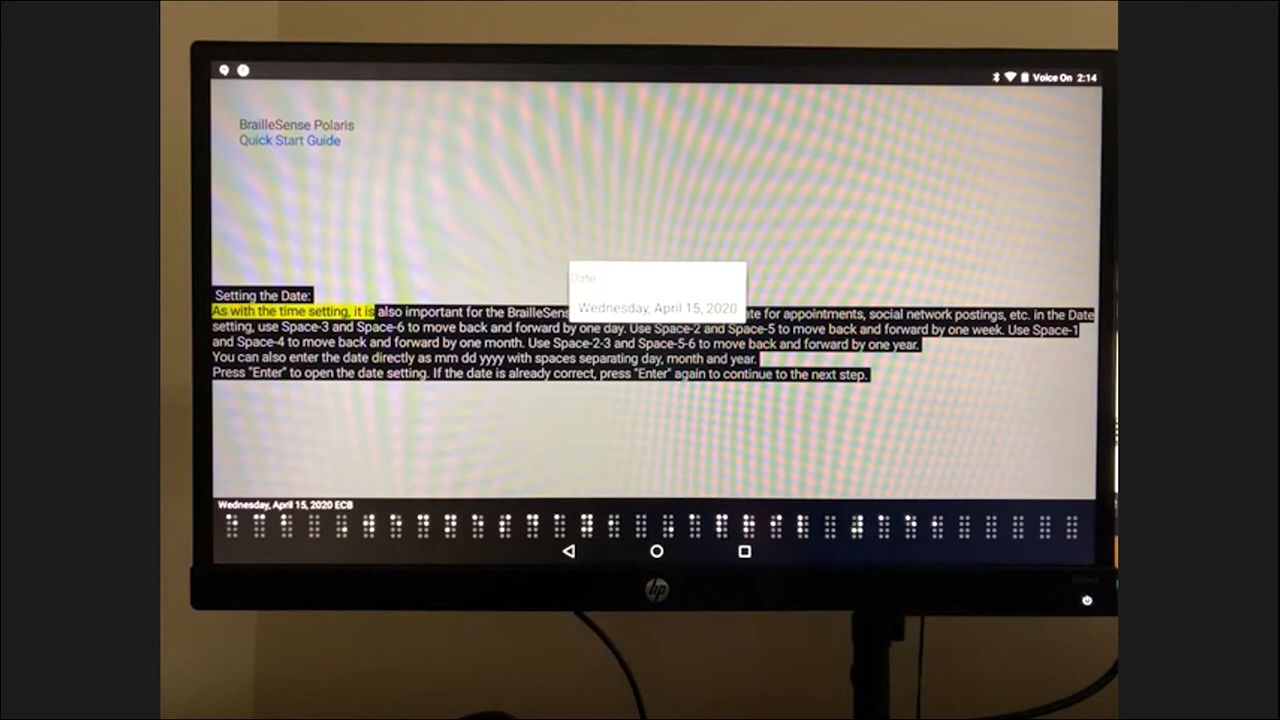 Voice On 2:14
BrailleSense Polaris
Quick Start Guide
Date:
Wednesday, April 15, 2020
Setting the Date:
As with the time setting, it is also important for the BrailleSens te for appointments, social network postings, etc. in the Date
setting, use Space-3 and Space-6 to move back and forward by one day. Use Space-2 and Space-5 to move back and forward by one week. Use Space-1
and Space-4 to move back and forward by one month. Use Space-2-3 and Space-5-6 to move back and forward by one year.
You can also enter the date directly as mm dd yyyy with spaces separating day, month and year.
Press "Enter" to open the date setting. If the date is already correct, press "Enter" again to continue to the next step.
Wednesday, April 15, 2020 ECB
hp